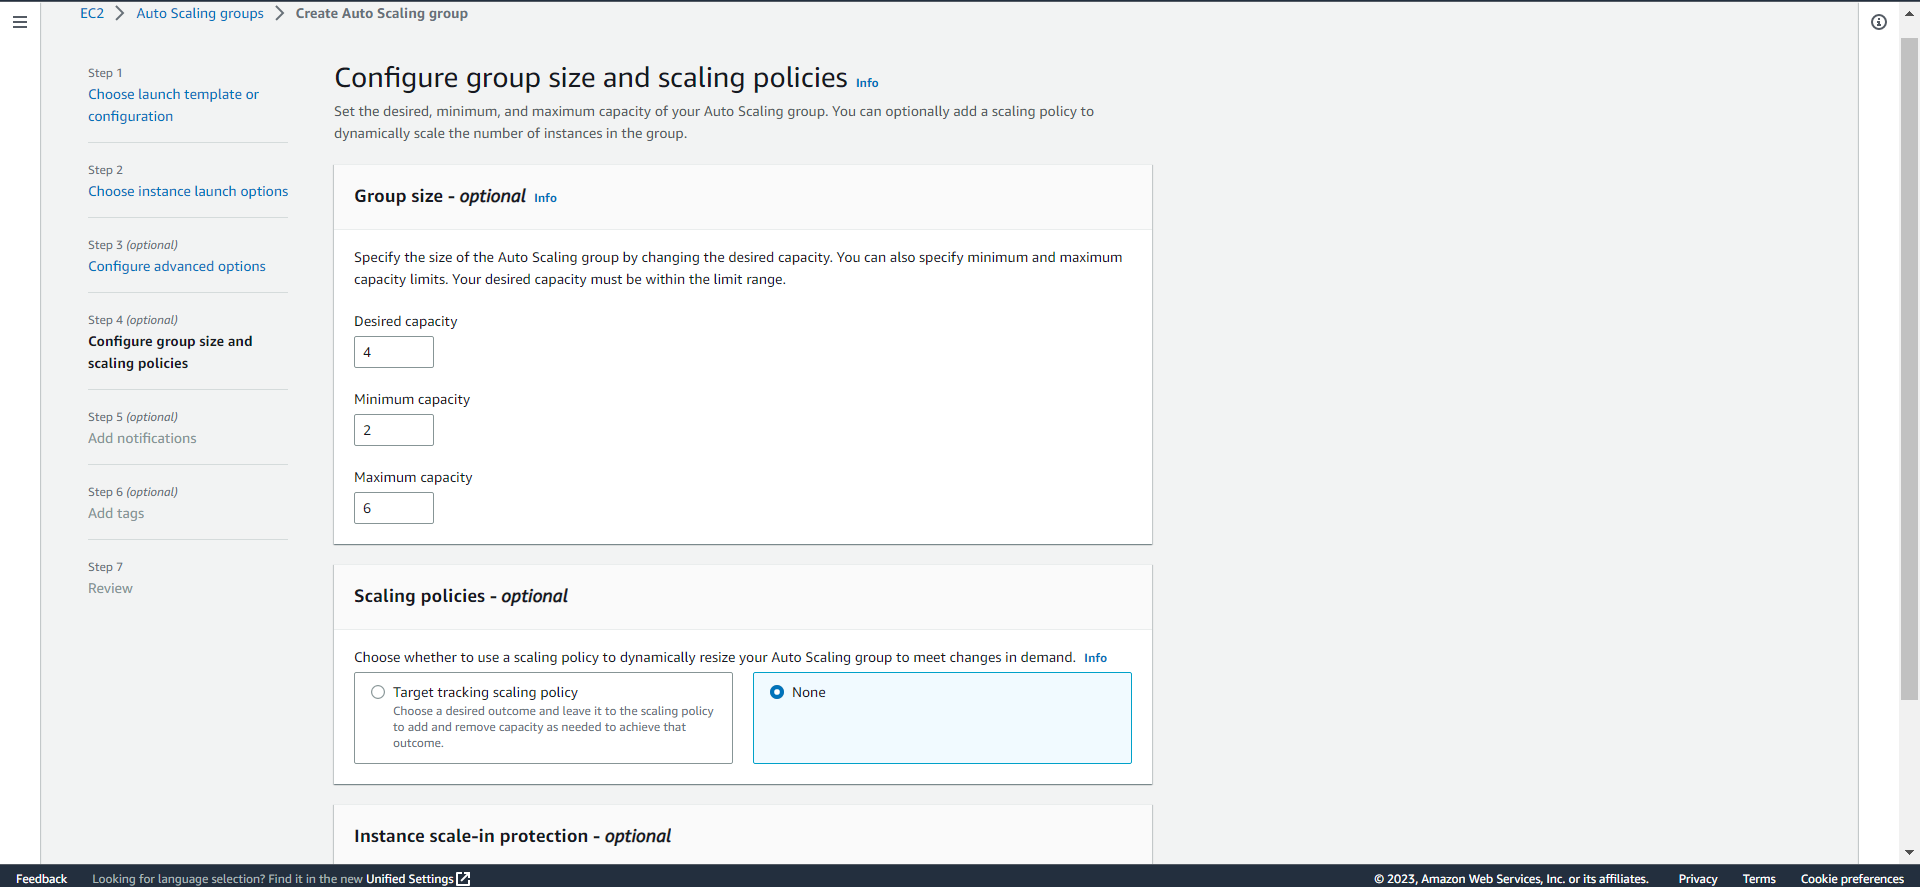 EC2 > Auto Scaling groups > Create Auto Scaling group
Step 1
Choose launch template or
configuration
Step 2
Choose instance launch options
Step 3 (optional)
Configure advanced options
Step 4 (optional)
Configure group size and
scaling policies
Step 5 (optional)
Add notifications
Step 6 (optional)
Add tags
Step 7
Review
Configure group size and scaling policies Info
Set the desired, minimum, and maximum capacity of your Auto Scaling group. You can optionally add a scaling policy to
dynamically scale the number of instances in the group.
Group size - optional Info
Specify the size of the Auto Scaling group by changing the desired capacity. You can also specify minimum and maximum
capacity limits. Your desired capacity must be within the limit range.
Desired capacity
4
Minimum capacity
2
Maximum capacity
6
Scaling policies - optional
Choose whether to use a scaling policy to dynamically resize your Auto Scaling group to meet changes in demand. Info
Target tracking scaling policy
Choose a desired outcome and leave it to the scaling policy
to add and remove capacity as needed to achieve that
outcome.
None
Instance scale-in protection - optional
Feedback Looking for language selection? Find it in the new Unified Settings © 2023, Amazon Web Services, Inc. or its affiliates. Privacy Terms Cookie preferences